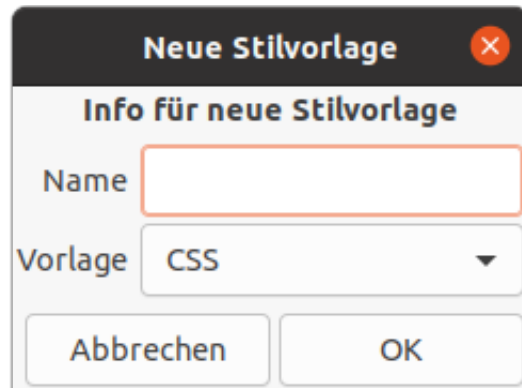 Neue Stilvorlage
Info für neue Stilvorlage
Name
Vorlage CSS
Abbrechen OK